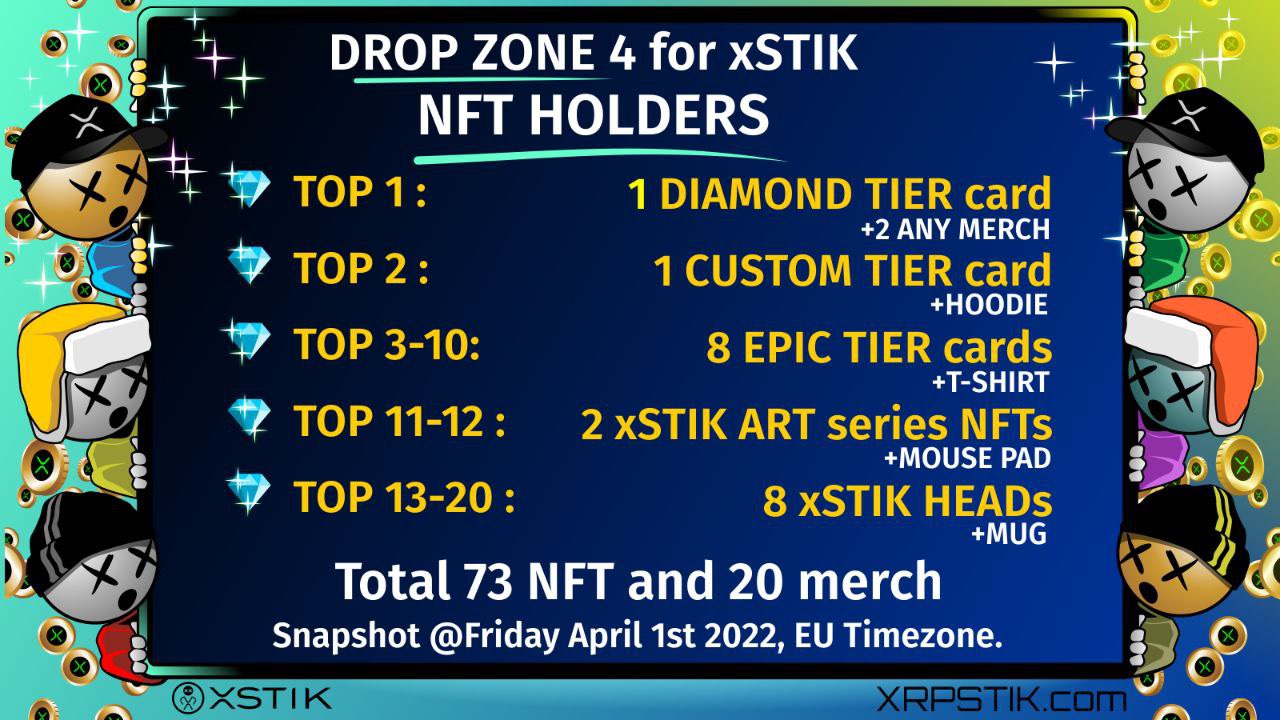 DROP ZONE 4 for xSTIK
NFT HOLDERS
TOP 1 : 1 DIAMOND TIER card
+2 ANY MERCH
TOP 2 : 1 CUSTOM TIER card
+HOODIE
TOP 3-10: 8 EPIC TIER cards
+T-SHIRT
TOP 11-12 : 2 xSTIK ART series NFTs
+MOUSE PAD
TOP 13-20 : 8 xSTIK HEADs
+MUG
Total 73 NFT and 20 merch
Snapshot @Friday April 1st 2022, EU Timezone.
XSTIK XRPSTIK.com